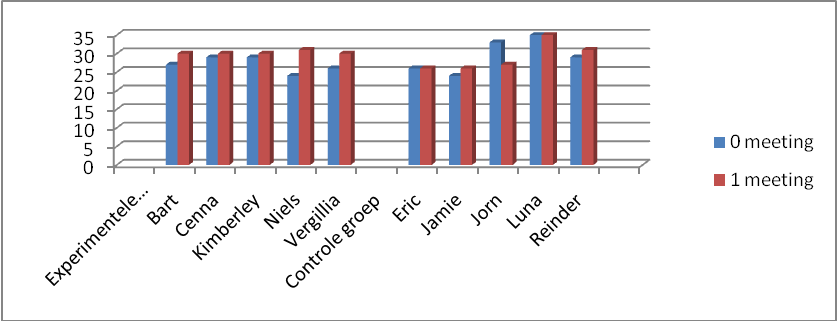 35
30
25
20
15
10
5
0
Experimentele...
Bart
Cenna
Kimberley
Niels
Vergillia
Controle groep
Eric
Jamie
Jorn
Luna
Reinder
0 meeting
1 meeting